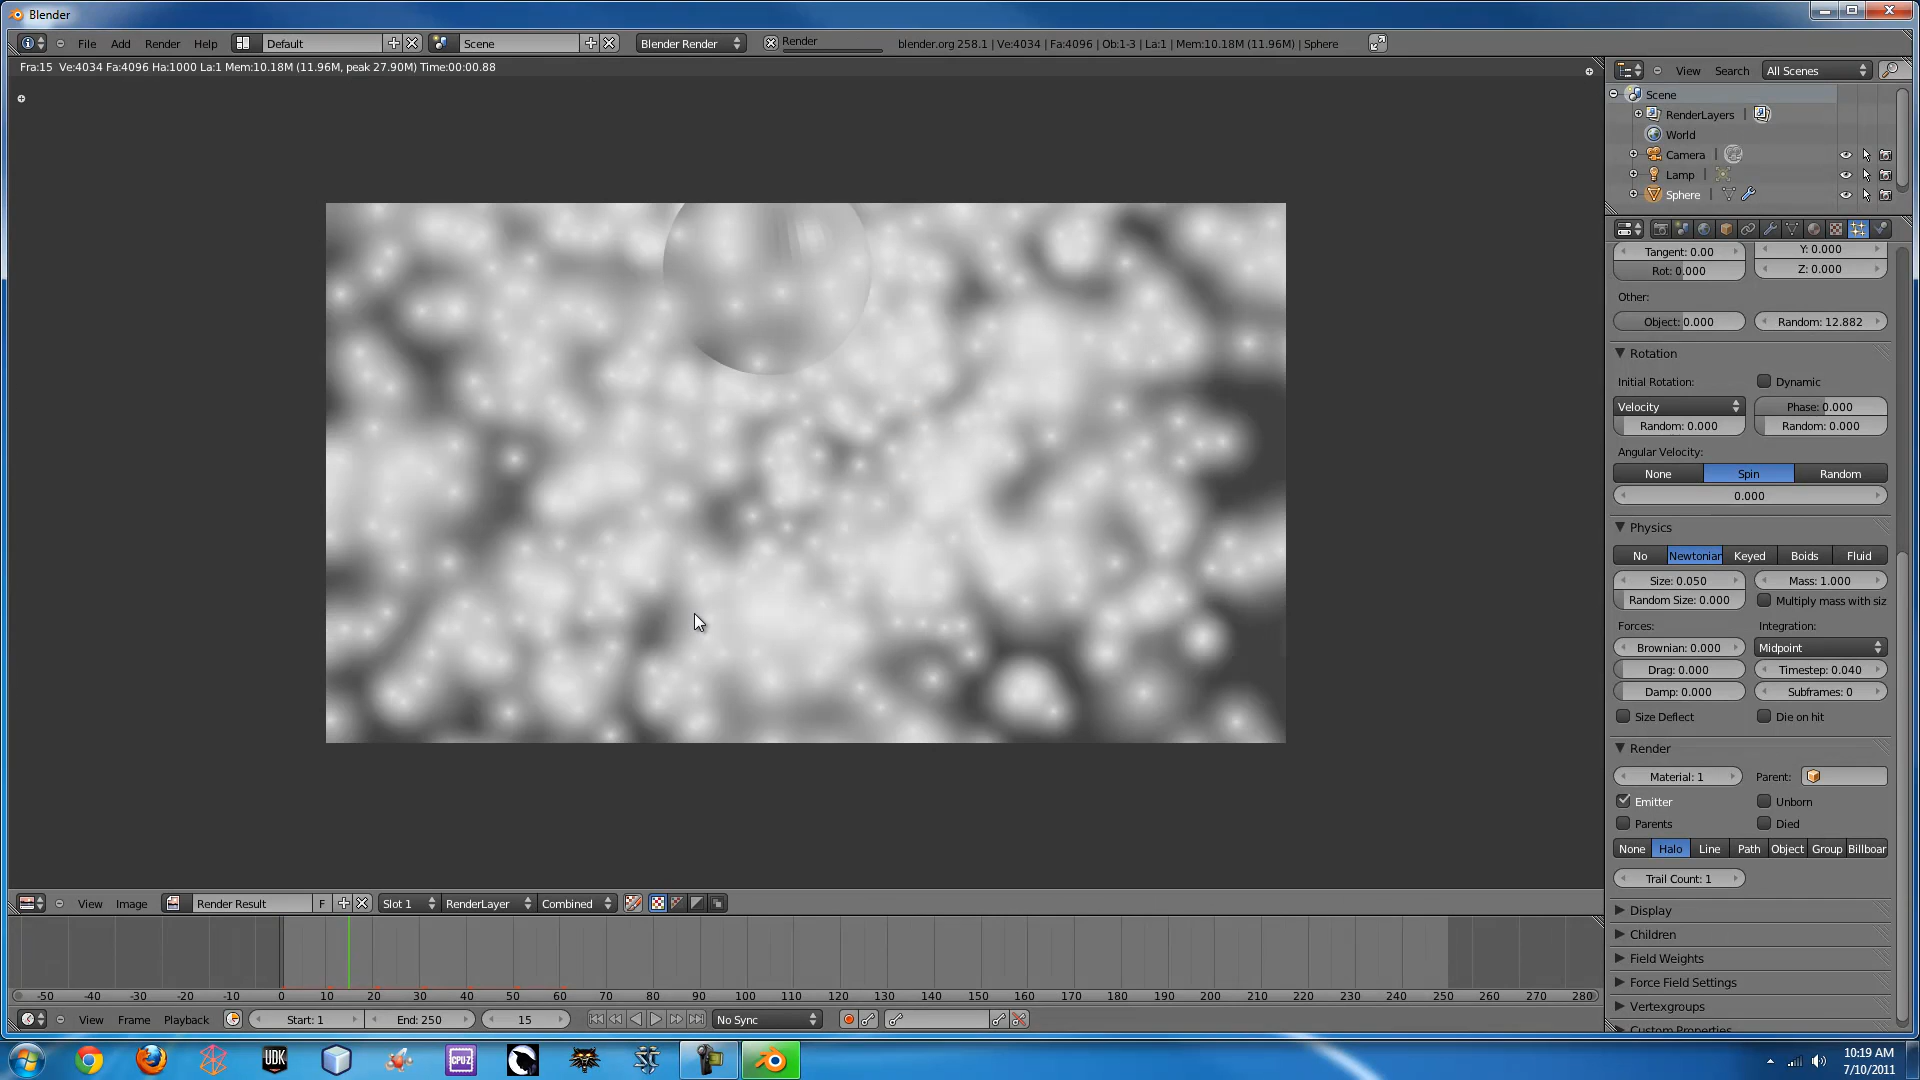 Blender
File Add Render Help Default Scene Blender Render Render blender.org 258.1 | Ve:4034 | Fa:4096 | Ob:1-3 | La:1 | Mem:10.18M (11.96M) | Sphere
Fra:15 Ve:4034 Fa:4096 Ha:1000 La:1 Mem:10.18M (11.96M, peak 27.90M) Time:00:00.88
View Search All Scenes
Scene
RenderLayers
World
Camera
Lamp
Sphere
Tangent: 0.00 Y: 0.000
Rot: 0.000 Z: 0.000
Other:
Object: 0.000 Random: 12.882
Rotation
Initial Rotation: Dynamic
Velocity Phase: 0.000
Random: 0.000 Random: 0.000
Angular Velocity:
None Spin Random
0.000
Physics
No Newtonian Keyed Boids Fluid
Size: 0.050 Mass: 1.000
Random Size: 0.000 Multiply mass with siz
Forces: Integration:
Brownian: 0.000 Midpoint
Drag: 0.000 Timestep: 0.040
Damp: 0.000 Subframes: 0
Size Deflect Die on hit
Render
Material: 1 Parent:
Emitter Unborn
Parents Died
None Halo Line Path Object Group Billboar
Trail Count: 1
Display
Children
Field Weights
Force Field Settings
Vertexgroups
Custom Properties
View Image Render Result F Slot 1 RenderLayer Combined
-50 -40 -30 -20 -10 0 10 20 30 40 50 60 70 80 90 100 110 120 130 140 150 160 170 180 190 200 210 220 230 240 250 260 270 280
View Frame Playback Start: 1 End: 250 15 No Sync
UDK CPU-Z
10:19 AM
7/10/2011